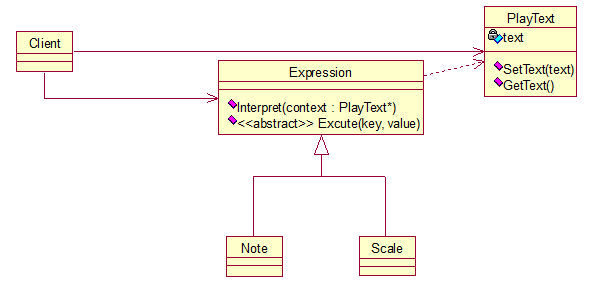 PlayText
text
SetText(text)
GetText()
Client
Expression
Interpret(context : PlayText*)
<<abstract>> Excute(key, value)
Note
Scale